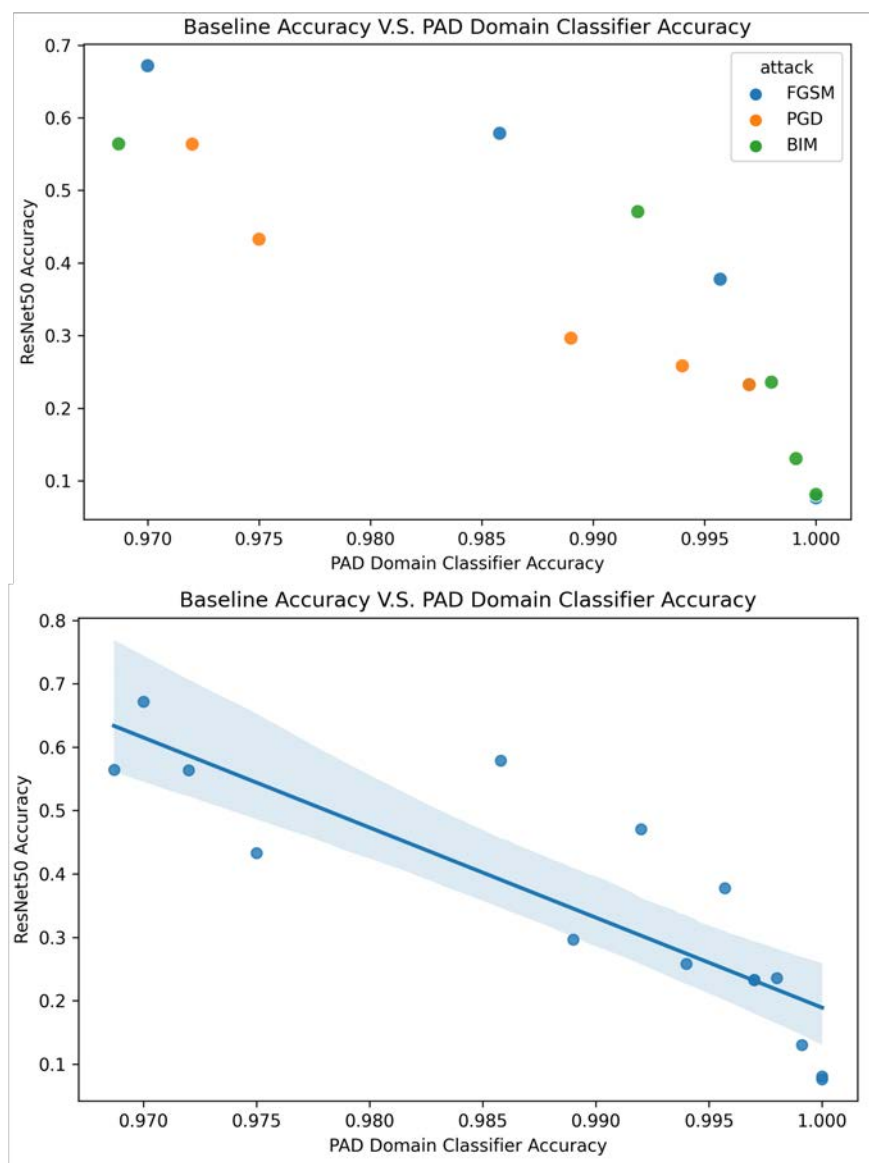 Baseline Accuracy V.S. PAD Domain Classifier Accuracy
0.7
0.6
0.5
0.4
0.3
0.2
0.1
ResNet50 Accuracy
attack
FGSM
PGD
BIM
0.970 0.975 0.980 0.985 0.990 0.995 1.000
PAD Domain Classifier Accuracy
Baseline Accuracy V.S. PAD Domain Classifier Accuracy
0.8
0.7
0.6
0.5
0.4
0.3
0.2
0.1
ResNet50 Accuracy
0.970 0.975 0.980 0.985 0.990 0.995 1.000
PAD Domain Classifier Accuracy